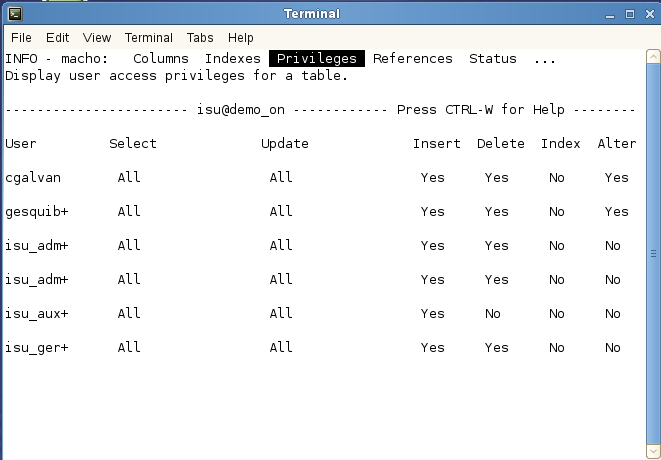 Terminal
File Edit View Terminal Tabs Help
INFO - macho:   Columns  Indexes  Privileges  References  Status  ...
Display user access privileges for a table.
----------------------- isu@demo_on ------------ Press CTRL-W for Help --------
User         Select             Update             Insert  Delete  Index  Alter
cgalvan       All                All                Yes     Yes     No     Yes
gesquib+      All                All                Yes     Yes     No     Yes
isu_adm+      All                All                Yes     Yes     No     No
isu_adm+      All                All                Yes     Yes     No     No
isu_aux+      All                All                Yes     No      No     No
isu_ger+      All                All                Yes     Yes     No     No